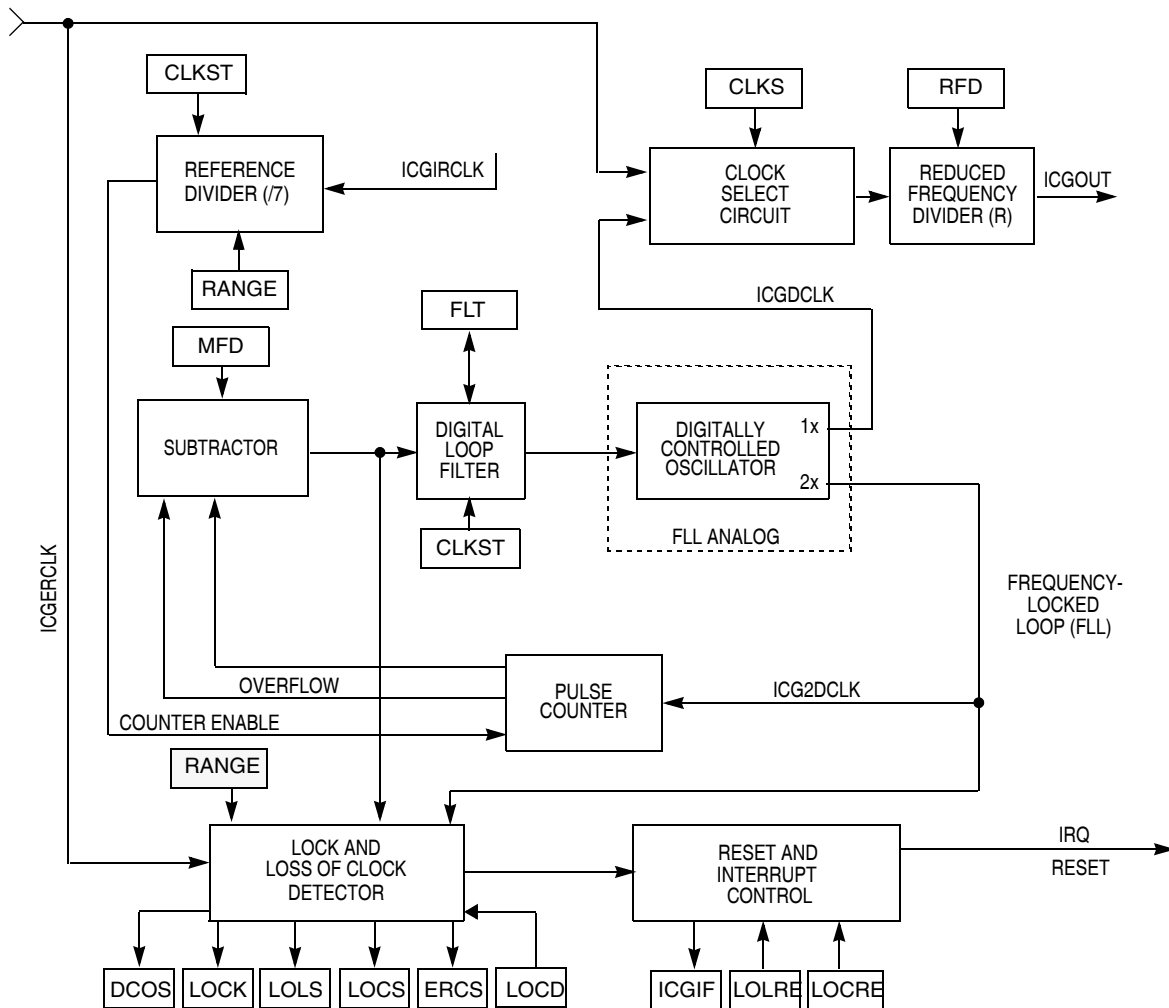 CLKST
CLKS
RFD
REFERENCE
DIVIDER (/7)
ICGIRCLK
CLOCK
SELECT
CIRCUIT
REDUCED
FREQUENCY
DIVIDER (R)
ICGOUT
RANGE
ICGDCLK
FLT
MFD
SUBTRACTOR
DIGITAL
LOOP
FILTER
DIGITALLY
CONTROLLED
OSCILLATOR
1x
2x
FLL ANALOG
CLKST
ICGERCLK
FREQUENCY-
LOCKED
LOOP (FLL)
OVERFLOW
PULSE
COUNTER
ICG2DCLK
COUNTER ENABLE
RANGE
LOCK AND
LOSS OF CLOCK
DETECTOR
RESET AND
INTERRUPT
CONTROL
IRQ
RESET
DCOS
LOCK
LOLS
LOCS
ERCS
LOCD
ICGIF
LOLRE
LOCRE